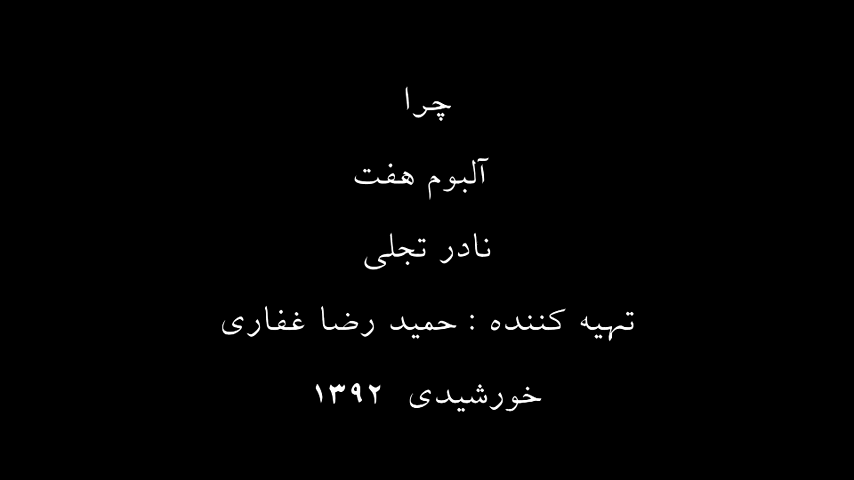 چرا
آلبوم هفت
نادر تجلی
تهیه کننده : حمید رضا غفاری
خورشیدی ۱۳۹۲